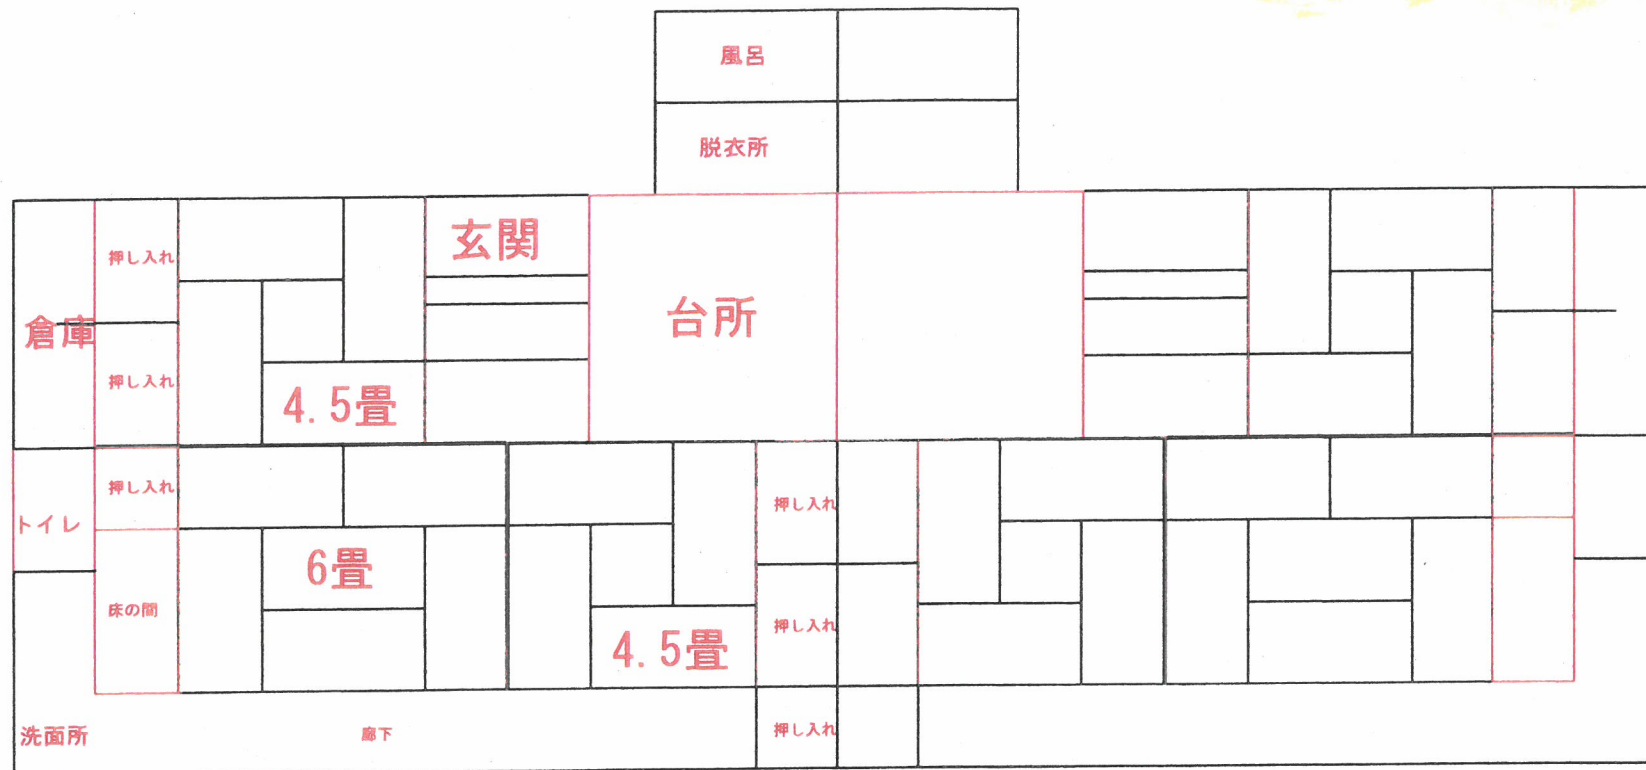 風呂
脱衣所
玄関
押し入れ
台所
倉庫
押し入れ
4.5畳
押し入れ
押し入れ
トイレ
6畳
床の間
押し入れ
4.5畳
洗面所
廊下
押し入れ